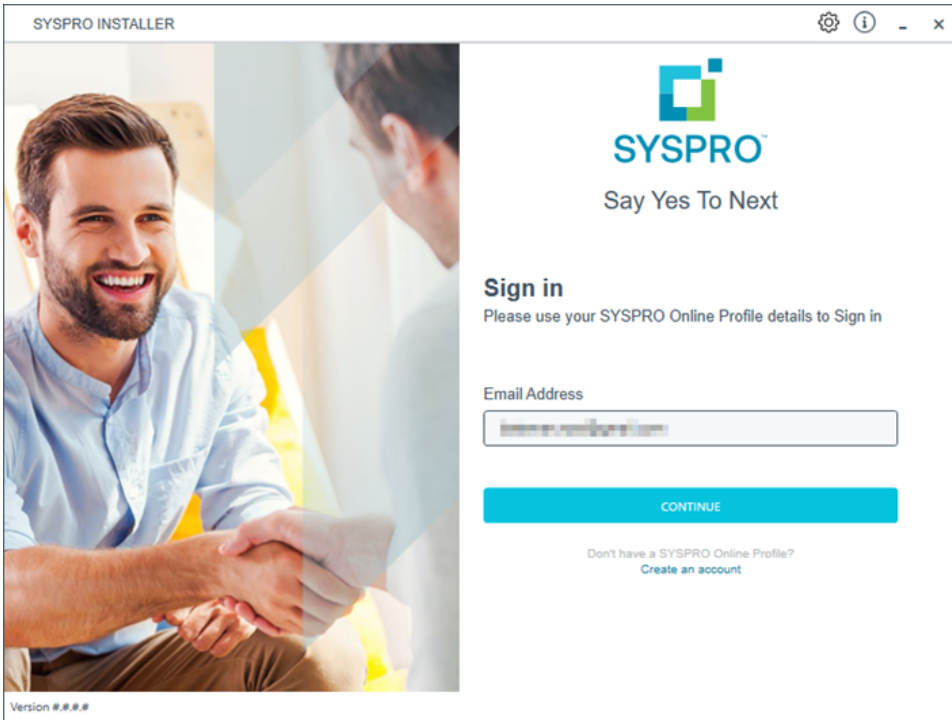 SYSPRO INSTALLER
SYSPRO™
Say Yes To Next
Sign in
Please use your SYSPRO Online Profile details to Sign in
Email Address
CONTINUE
Don't have a SYSPRO Online Profile?
Create an account
Version #.#.#.#